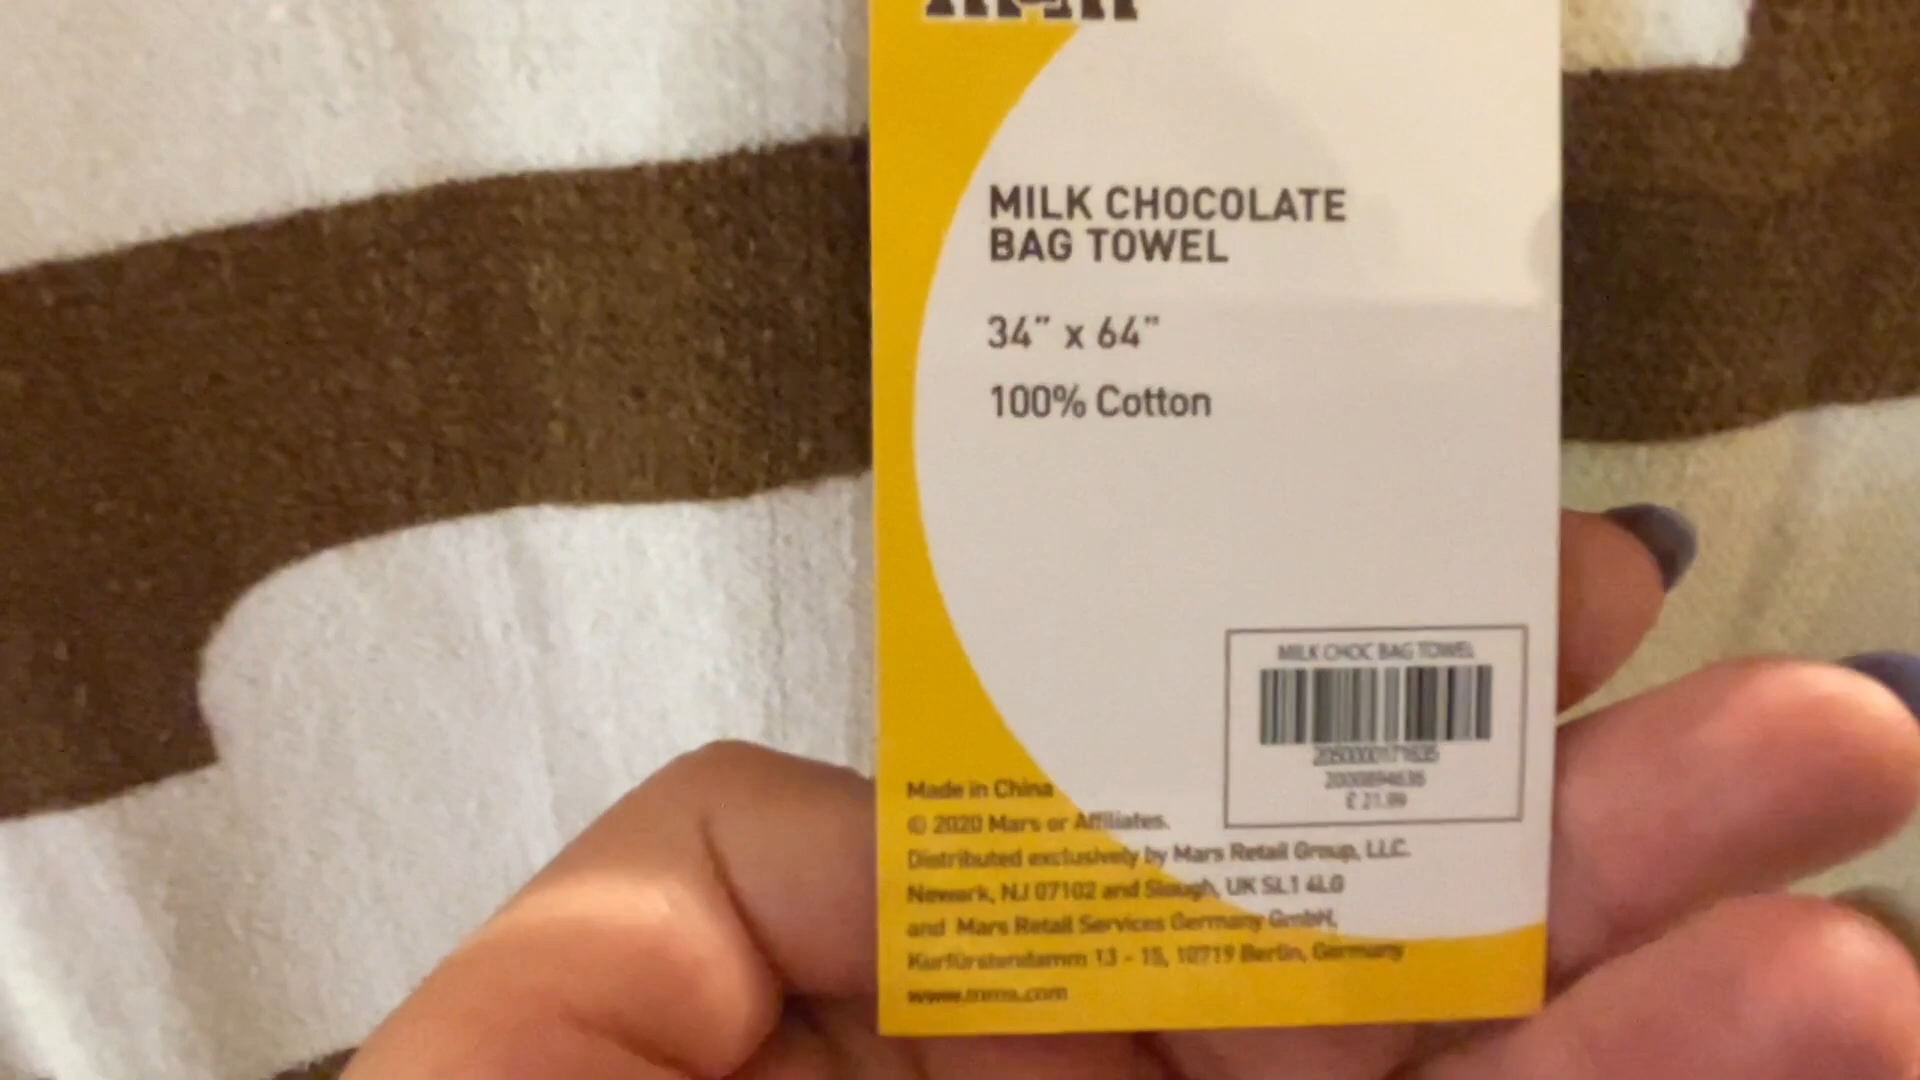 MILK CHOCOLATE
BAG TOWEL
34” x 64”
100% Cotton
MILK CHOC BAG TOWEL
£ 21.99
Made in China
© 2020 Mars or Affiliates.
Distributed exclusively by Mars Retail Group, LLC.
Newark, NJ 07102 and Slough, UK SL1 4LG
and Mars Retail Services Germany GmbH,
Kurfürstendamm 13 - 15, 10719 Berlin, Germany
www.mms.com